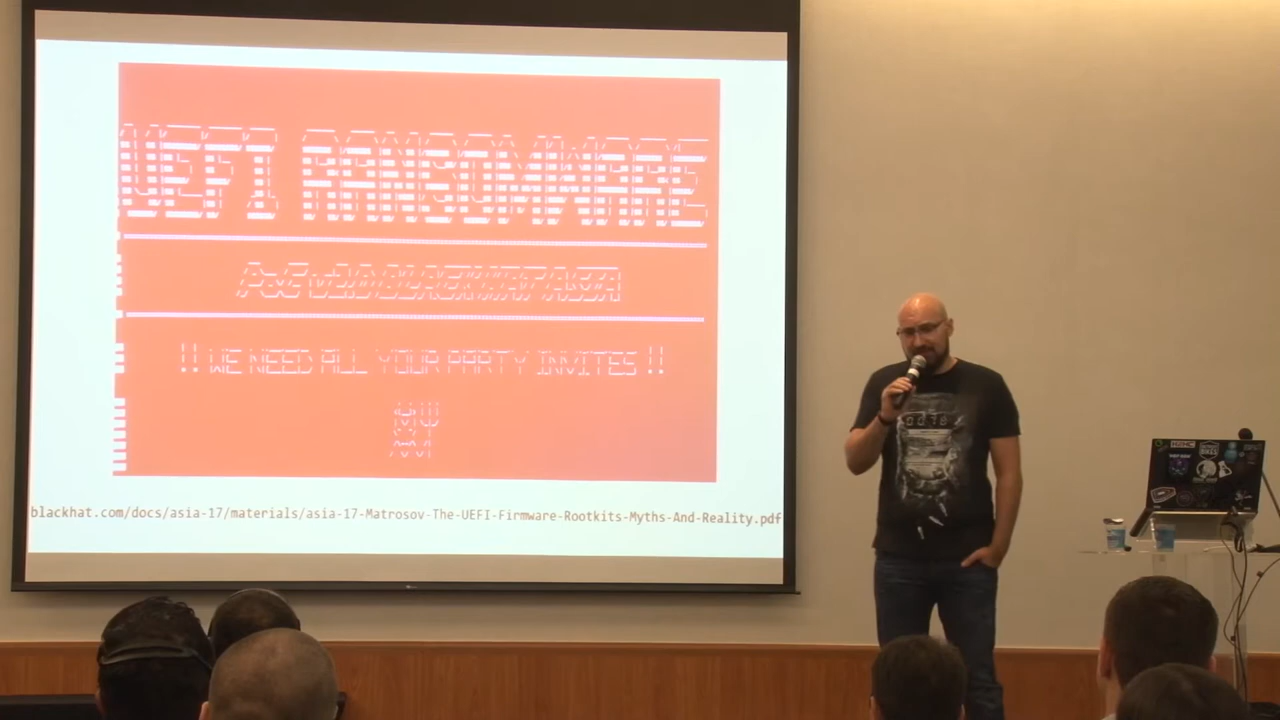 UEFI RANSOMWARE
!! WE NEED ALL YOUR PARTY INVITES !!
blackhat.com/docs/asia-17/materials/asia-17-Matrosov-The-UEFI-Firmware-Rootkits-Myths-And-Reality.pdf
H2HC